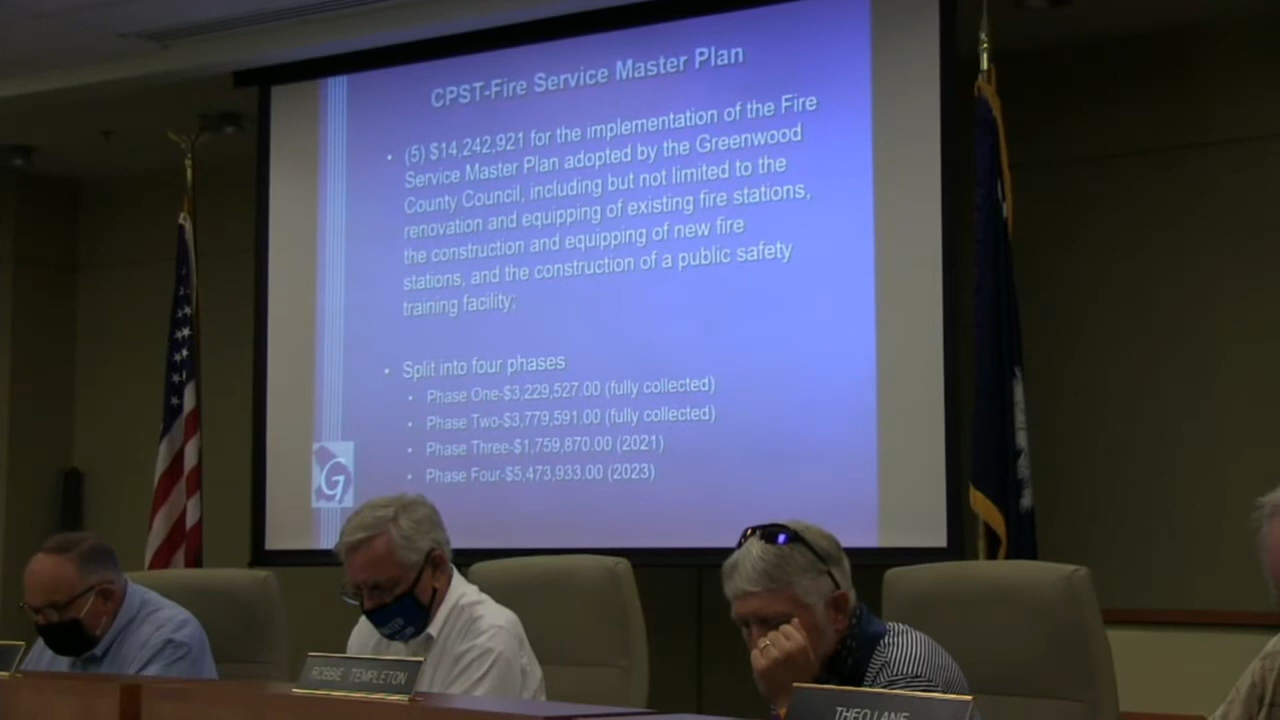 CPST-Fire Service Master Plan
• (5) $14,242,921 for the implementation of the Fire
Service Master Plan adopted by the Greenwood
County Council, including but not limited to the
renovation and equipping of existing fire stations,
the construction and equipping of new fire
stations, and the construction of a public safety
training facility;
• Split into four phases
• Phase One-$3,229,527.00 (fully collected)
• Phase Two-$3,779,591.00 (fully collected)
• Phase Three-$1,759,870.00 (2021)
• Phase Four-$5,473,933.00 (2023)
G
ROBBIE TEMPLETON
THEO LANE